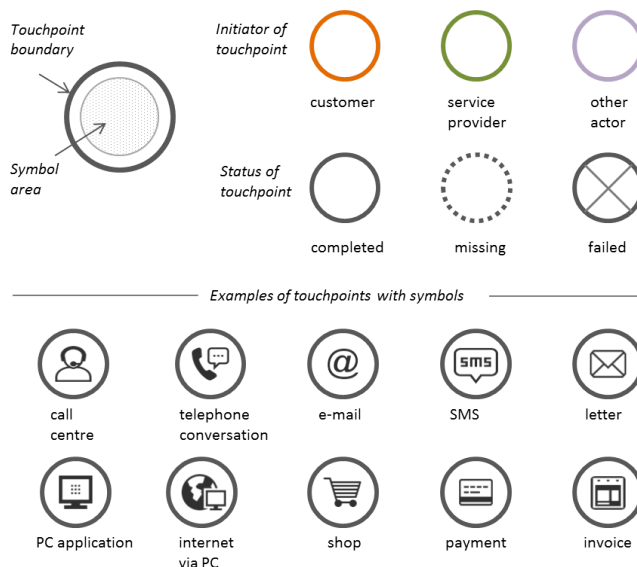 Touchpoint
boundary
Symbol
area
Initiator of
touchpoint
customer
service
provider
other
actor
Status of
touchpoint
completed
missing
failed
Examples of touchpoints with symbols
call
centre
telephone
conversation
@
e-mail
sms
SMS
letter
PC application
internet
via PC
shop
payment
invoice